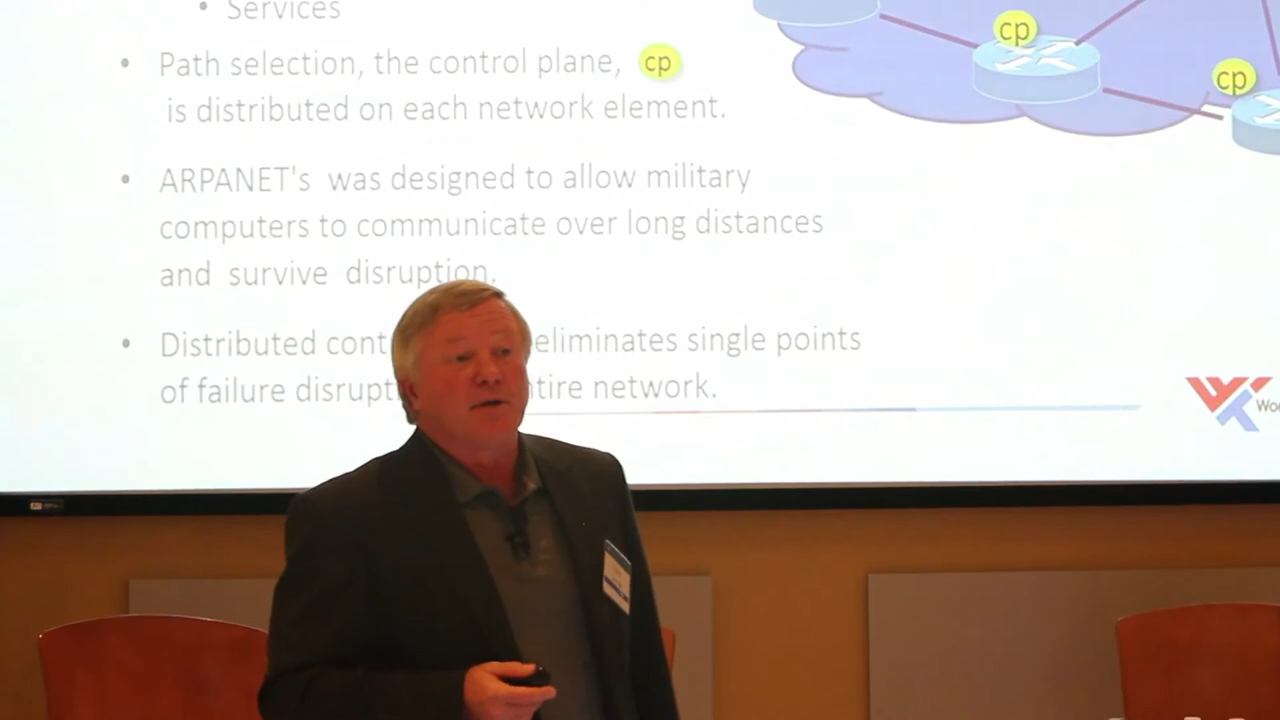 • Services
• Path selection, the control plane, cp
is distributed on each network element.
• ARPANET's was designed to allow military
computers to communicate over long distances
and survive disruption.
• Distributed cont eliminates single points
of failure disrupti tire network.
cp
cp